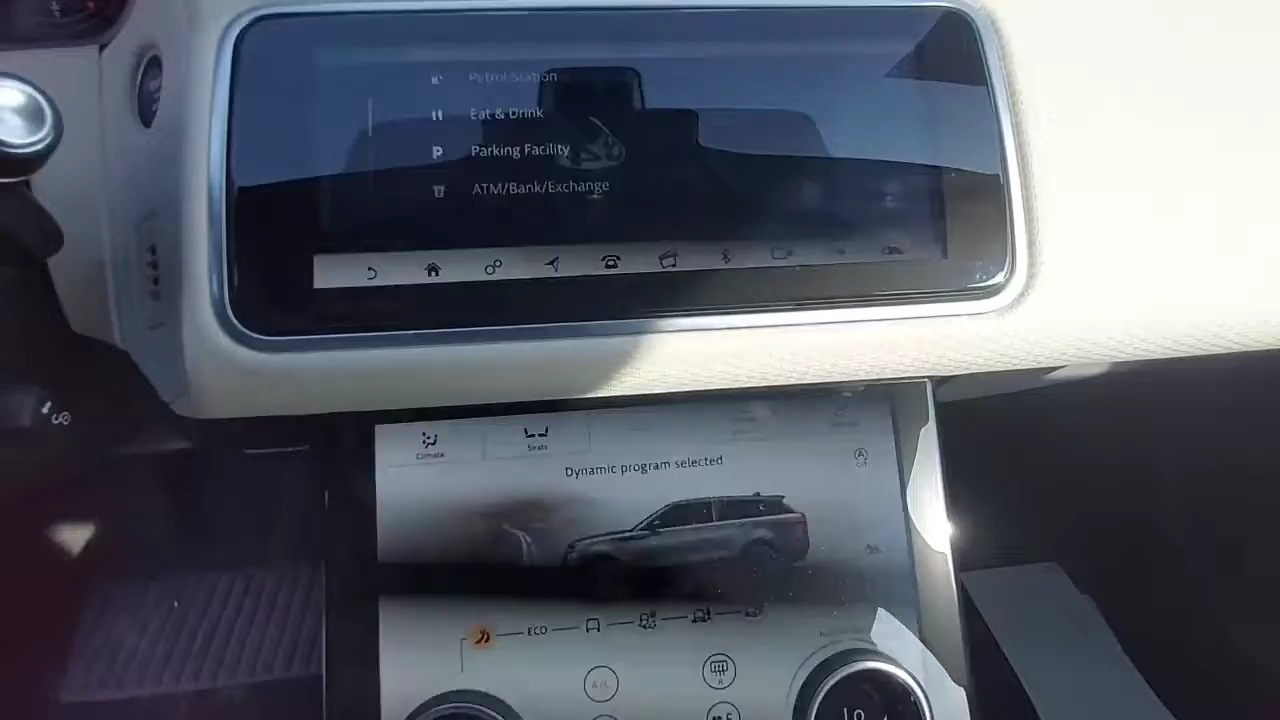 Petrol Station
Eat & Drink
P
Parking Facility
ATM/Bank/Exchange
Climate
Seats
Dynamic program selected
ECO
A/C
R